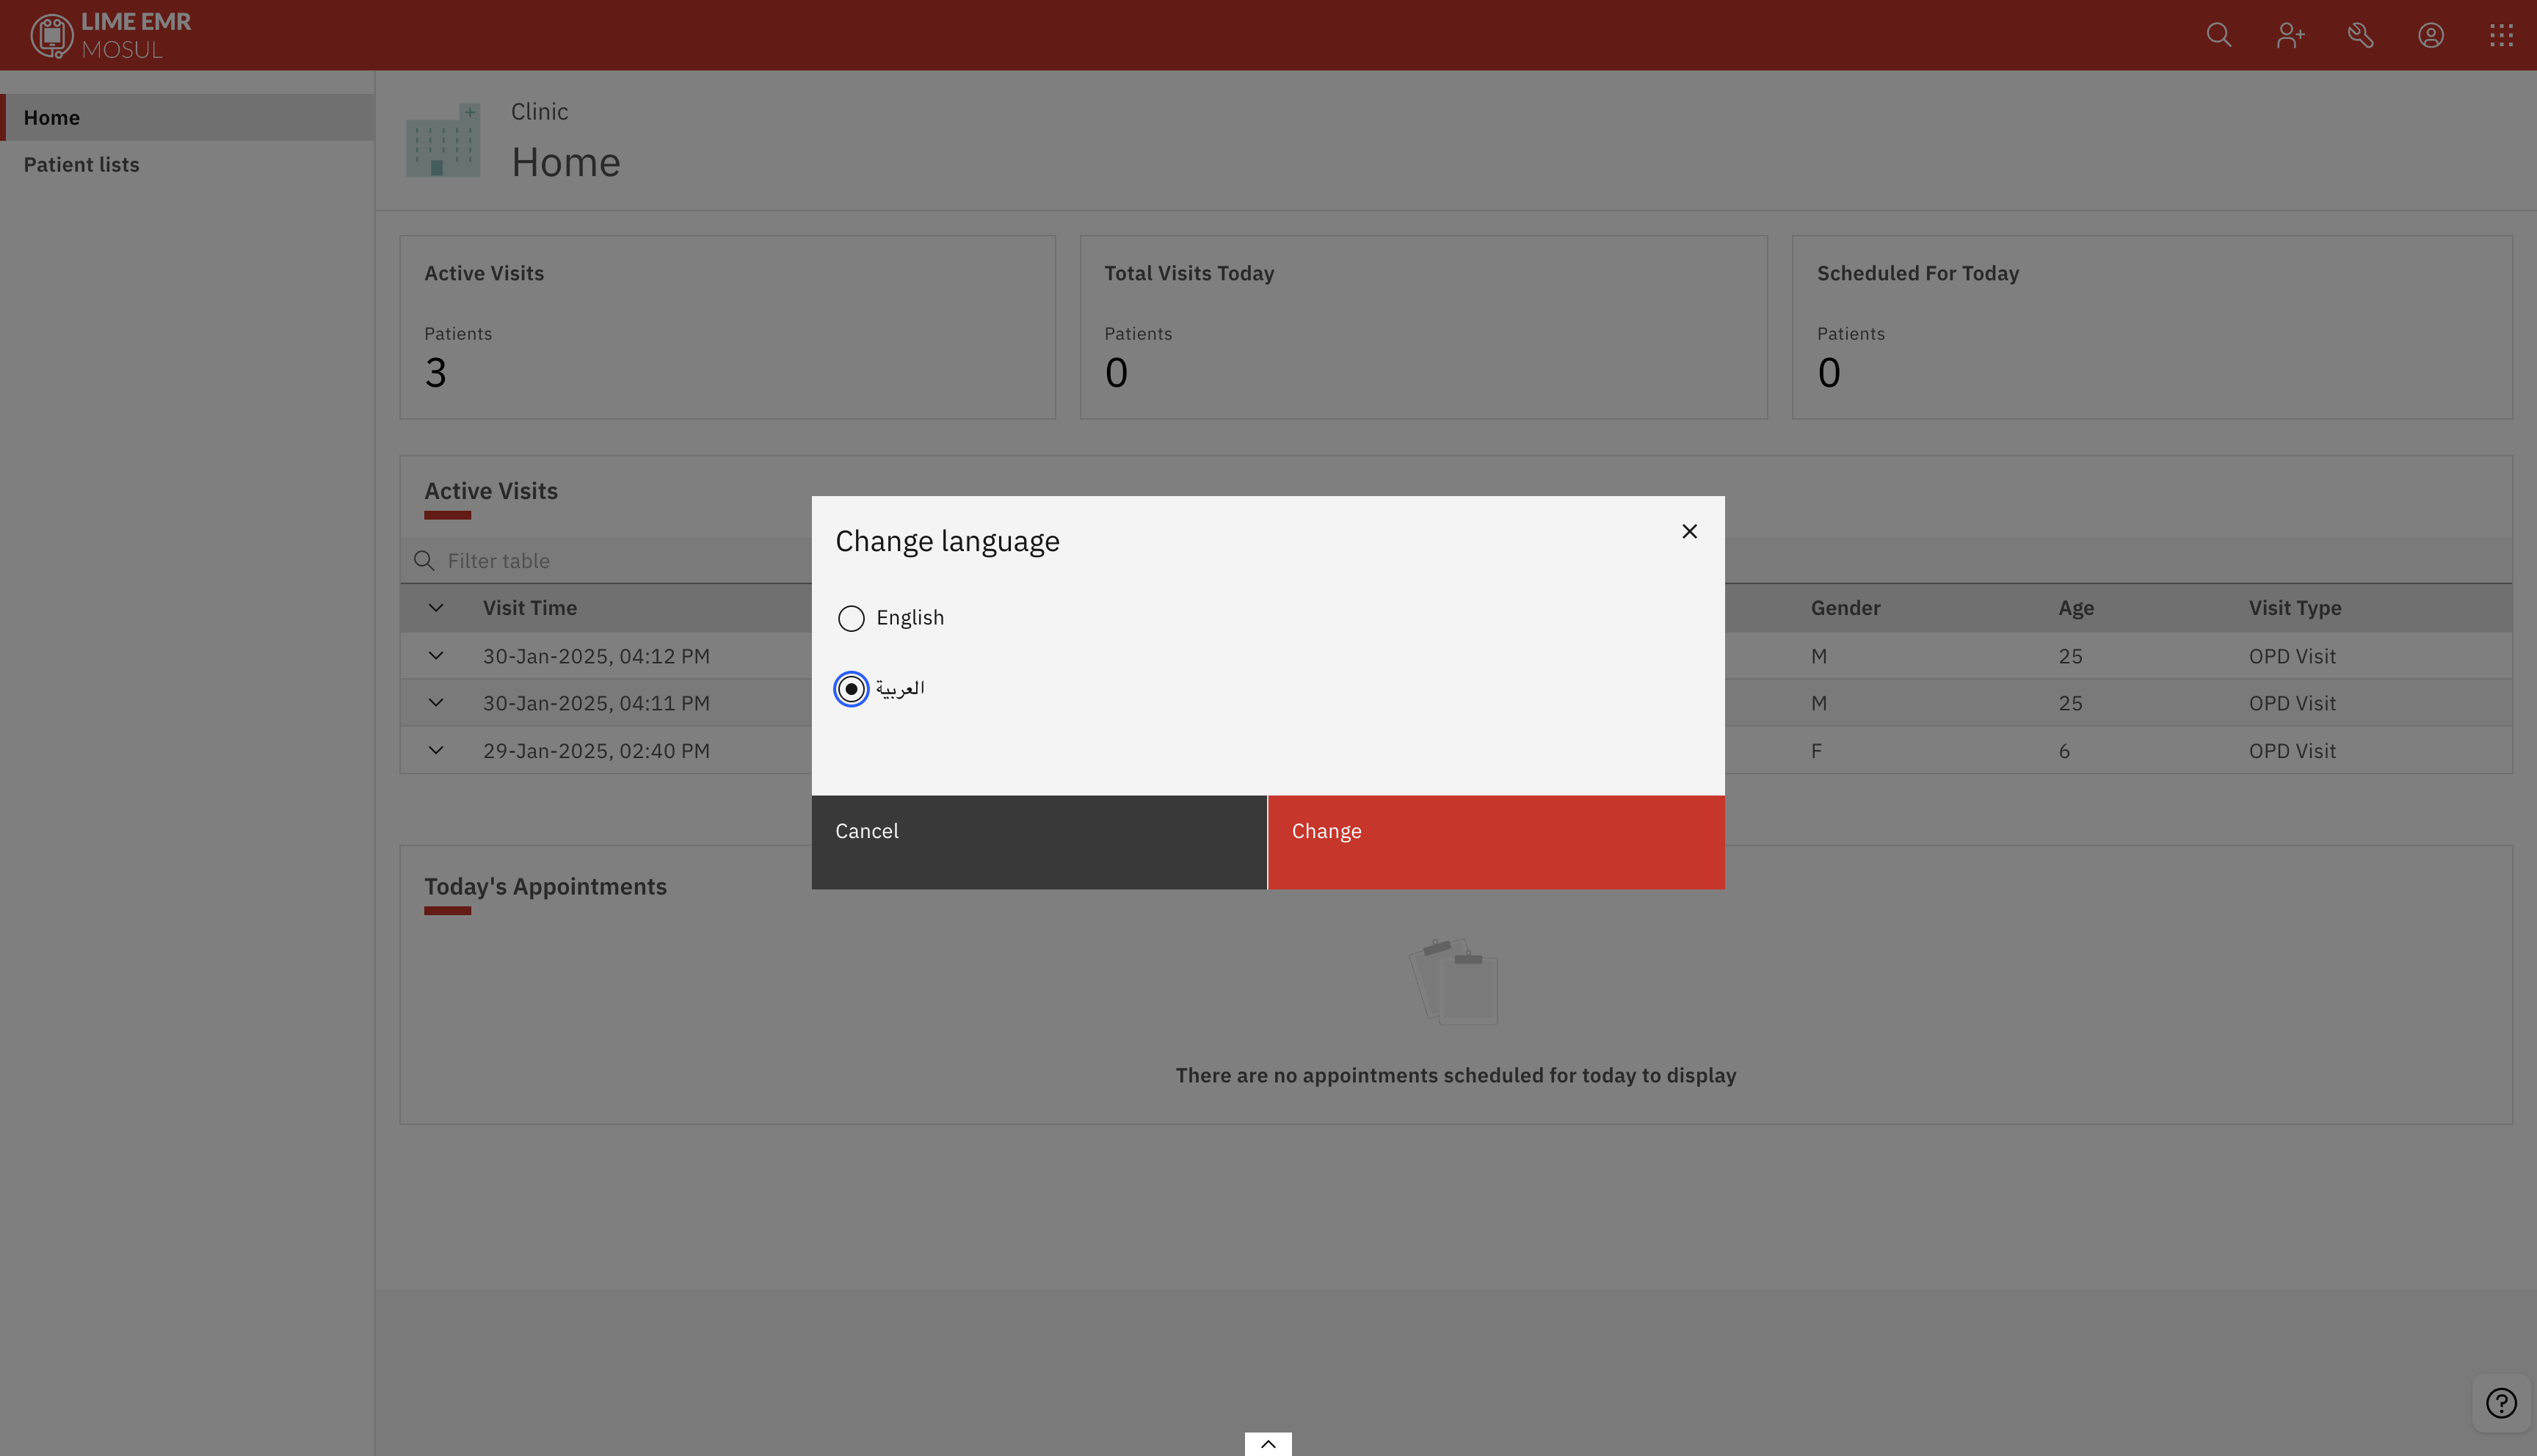 LIME EMR
MOSUL
Home
Patient lists
Clinic
Home
Active Visits
Patients
3
Total Visits Today
Patients
0
Scheduled For Today
Patients
0
Active Visits
Filter table
Visit Time Gender Age Visit Type
30-Jan-2025, 04:12 PM M 25 OPD Visit
30-Jan-2025, 04:11 PM M 25 OPD Visit
29-Jan-2025, 02:40 PM F 6 OPD Visit
Change language
English
العربية
Cancel
Change
Today's Appointments
There are no appointments scheduled for today to display